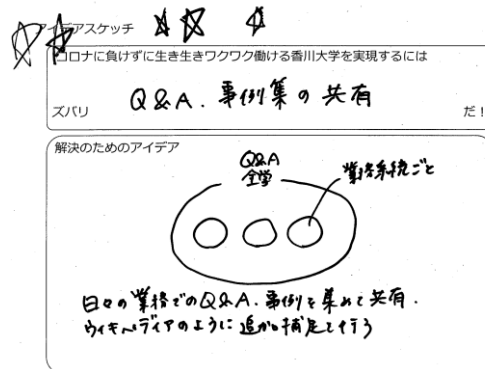 アイデアスケッチ
コロナに負けずに生き生きワクワク働ける香川大学を実現するには
Q&A.事例集の共有
ズバリ
だ!
解決のためのアイデア
Q&A
全学
業務系統ごと
日々の業務でのQ&A.事例を集めて共有.
ウィキペディアのように追加補足して行う